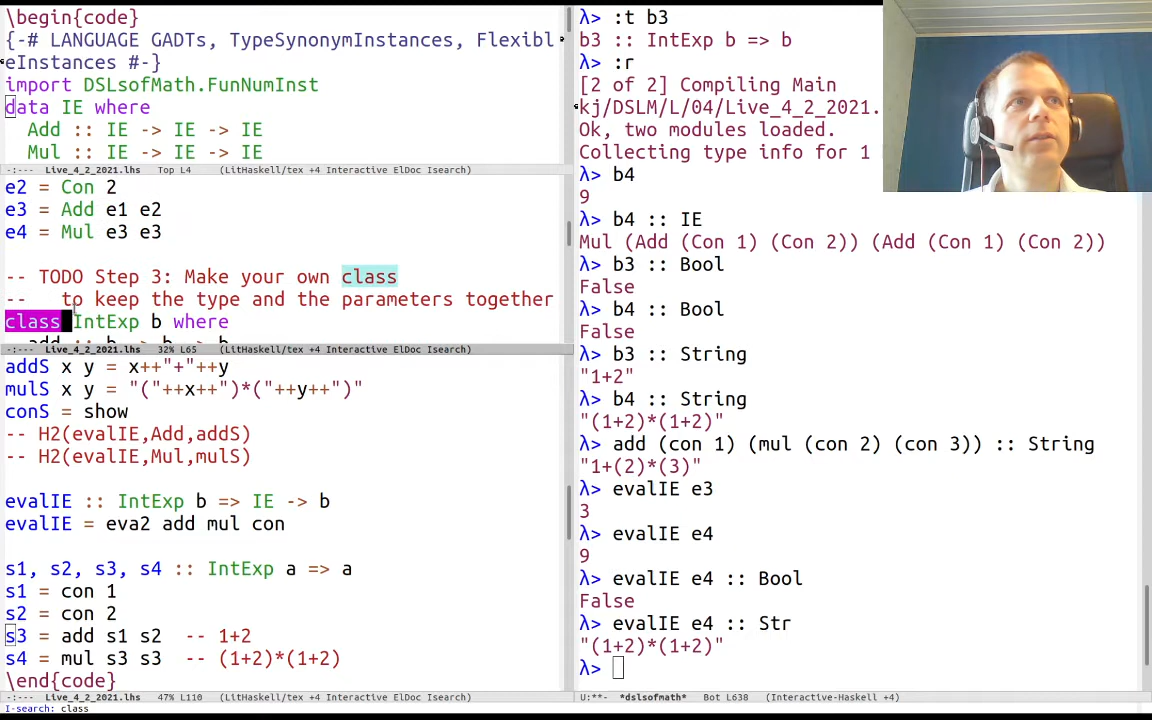 \begin{code}
{-# LANGUAGE GADTs, TypeSynonymInstances, Flexibl
eInstances #-}
import DSLsofMath.FunNumInst
data IE where
  Add :: IE -> IE -> IE
  Mul :: IE -> IE -> IE
-:--- Live_4_2_2021.lhs Top L4 (LitHaskell/tex +4 Interactive ElDoc Isearch)
e2 = Con 2
e3 = Add e1 e2
e4 = Mul e3 e3
-- TODO Step 3: Make your own class
--   to keep the type and the parameters together
class IntExp b where
  add :: b -> b -> b
-:--- Live_4_2_2021.lhs 32% L65 (LitHaskell/tex +4 Interactive ElDoc Isearch)
addS x y = x++"+"++y
mulS x y = "("++x++")*("++y++")"
conS = show
-- H2(evalIE,Add,addS)
-- H2(evalIE,Mul,mulS)
evalIE :: IntExp b => IE -> b
evalIE = eva2 add mul con
s1, s2, s3, s4 :: IntExp a => a
s1 = con 1
s2 = con 2
s3 = add s1 s2  -- 1+2
s4 = mul s3 s3  -- (1+2)*(1+2)
\end{code}
-:--- Live_4_2_2021.lhs 47% L110 (LitHaskell/tex +4 Interactive ElDoc Isearch)
I-search: class
λ> :t b3
b3 :: IntExp b => b
λ> :r
[2 of 2] Compiling Main
kj/DSLM/L/04/Live_4_2_2021.
Ok, two modules loaded.
Collecting type info for 1
λ> b4
9
λ> b4 :: IE
Mul (Add (Con 1) (Con 2)) (Add (Con 1) (Con 2))
λ> b3 :: Bool
False
λ> b4 :: Bool
False
λ> b3 :: String
"1+2"
λ> b4 :: String
"(1+2)*(1+2)"
λ> add (con 1) (mul (con 2) (con 3)) :: String
"1+(2)*(3)"
λ> evalIE e3
3
λ> evalIE e4
9
λ> evalIE e4 :: Bool
False
λ> evalIE e4 :: Str
"(1+2)*(1+2)"
λ>
U:**- *dslsofmath* Bot L638 (Interactive-Haskell +4)